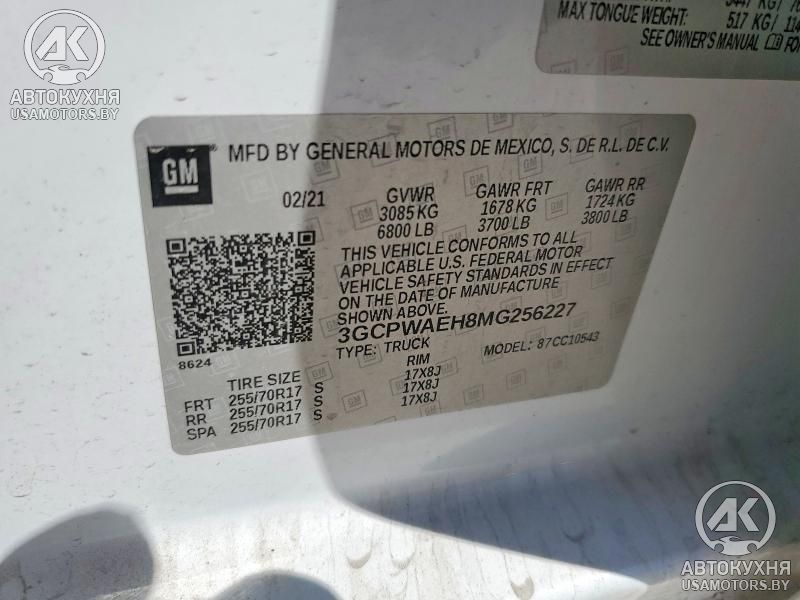 AK
АВТОКУХНЯ
USAMOTORS.BY
MAX TONGUE WEIGHT: 517 KG/
SEE OWNER'S MANUAL
GM
MFD BY GENERAL MOTORS DE MEXICO, S. DE R.L. DE C.V.
02/21 GVWR GAWR FRT GAWR RR
3085 KG 1678 KG 1724 KG
6800 LB 3700 LB 3800 LB
THIS VEHICLE CONFORMS TO ALL
APPLICABLE U.S. FEDERAL MOTOR
VEHICLE SAFETY STANDARDS IN EFFECT
ON THE DATE OF MANUFACTURE
SHOWN ABOVE.
3GCPWAEH8MG256227
TYPE: TRUCK MODEL: 87CC10543
8624
TIRE SIZE RIM
FRT 255/70R17 S 17X8J
RR 255/70R17 S 17X8J
SPA 255/70R17 S 17X8J
AK
АВТОКУХНЯ
USAMOTORS.BY